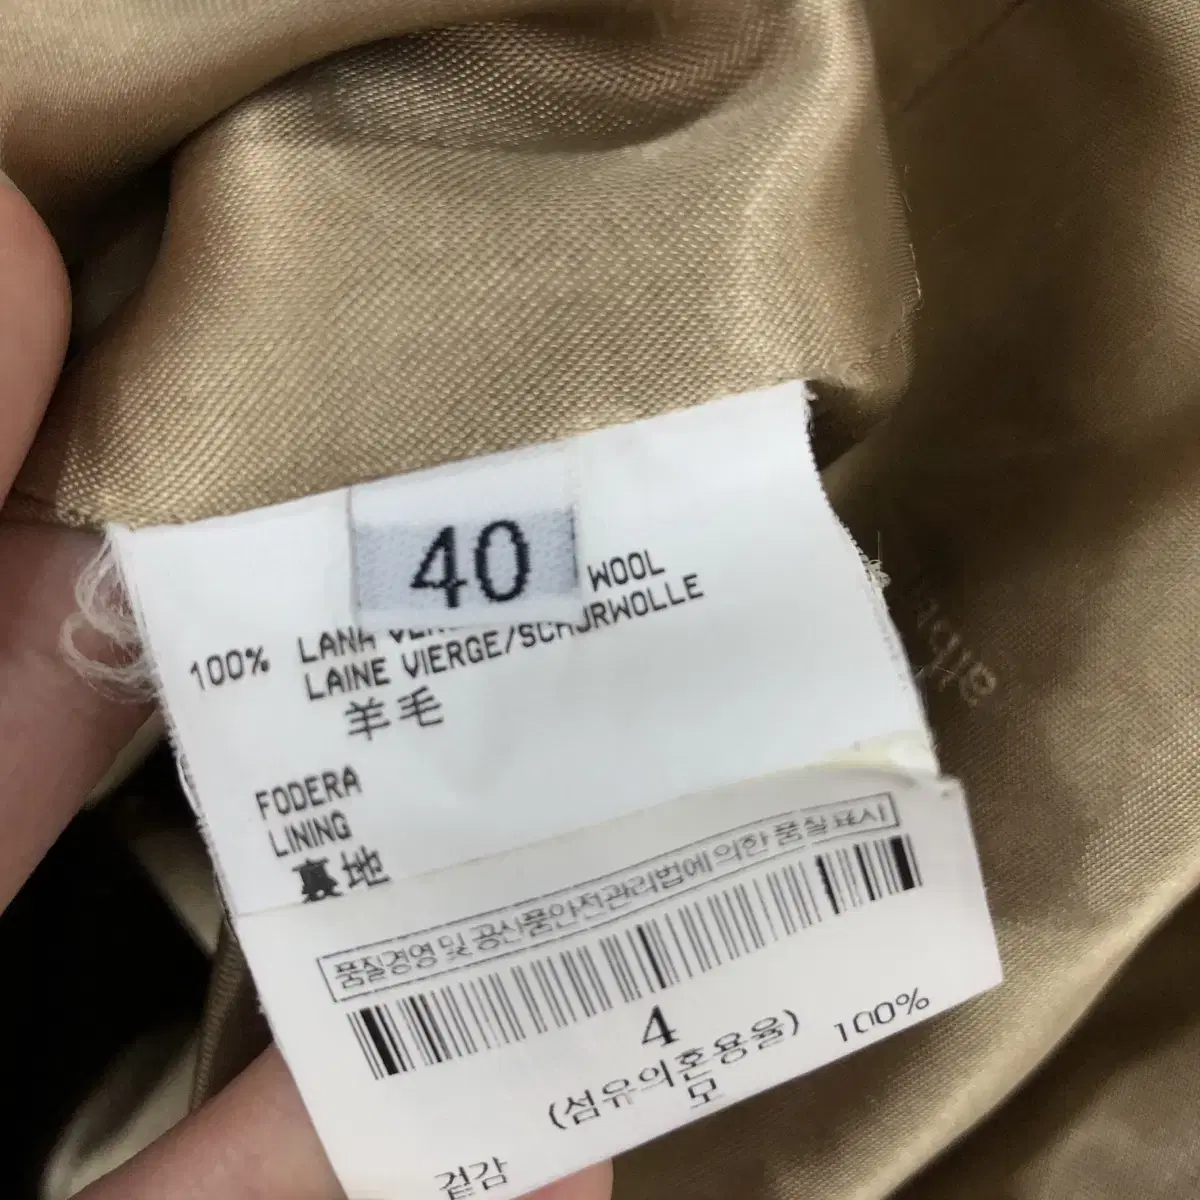 40
WOOL
100% LANA
LAINE VIERGE/SCHURWOLLE
羊毛
FODERA
LINING
裏地
품질경영 및 공산품안전관리법에 의한 품질표시
4
(섬유의혼용율)
겉감 모 100%